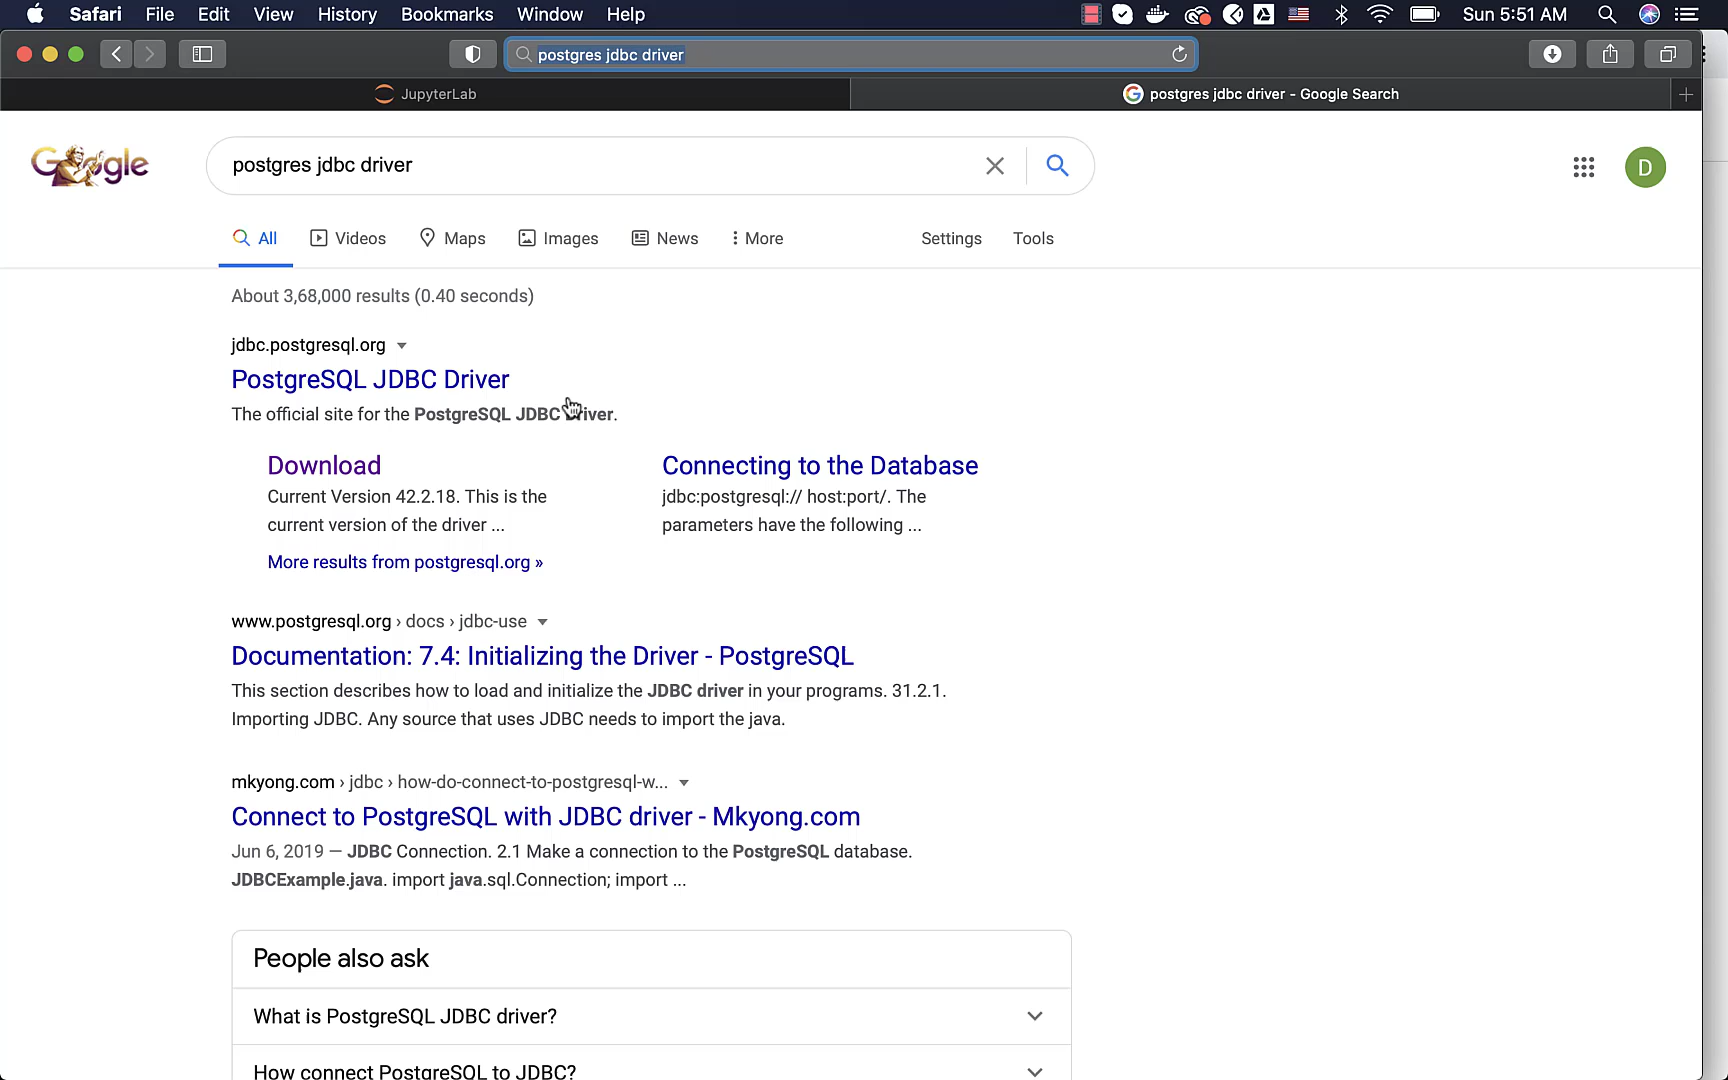 Safari File Edit View History Bookmarks Window Help Sun 5:51 AM
postgres jdbc driver
JupyterLab
postgres jdbc driver - Google Search
Google
postgres jdbc driver
D
All Videos Maps Images News More Settings Tools
About 3,68,000 results (0.40 seconds)
jdbc.postgresql.org
PostgreSQL JDBC Driver
The official site for the PostgreSQL JDBC Driver.
Download
Current Version 42.2.18. This is the
current version of the driver ...
Connecting to the Database
jdbc:postgresql:// host:port/. The
parameters have the following ...
More results from postgresql.org »
www.postgresql.org › docs › jdbc-use
Documentation: 7.4: Initializing the Driver - PostgreSQL
This section describes how to load and initialize the JDBC driver in your programs. 31.2.1.
Importing JDBC. Any source that uses JDBC needs to import the java.
mkyong.com › jdbc › how-do-connect-to-postgresql-w...
Connect to PostgreSQL with JDBC driver - Mkyong.com
Jun 6, 2019 — JDBC Connection. 2.1 Make a connection to the PostgreSQL database.
JDBCExample.java. import java.sql.Connection; import ...
People also ask
What is PostgreSQL JDBC driver?
How connect PostgreSQL to JDBC?